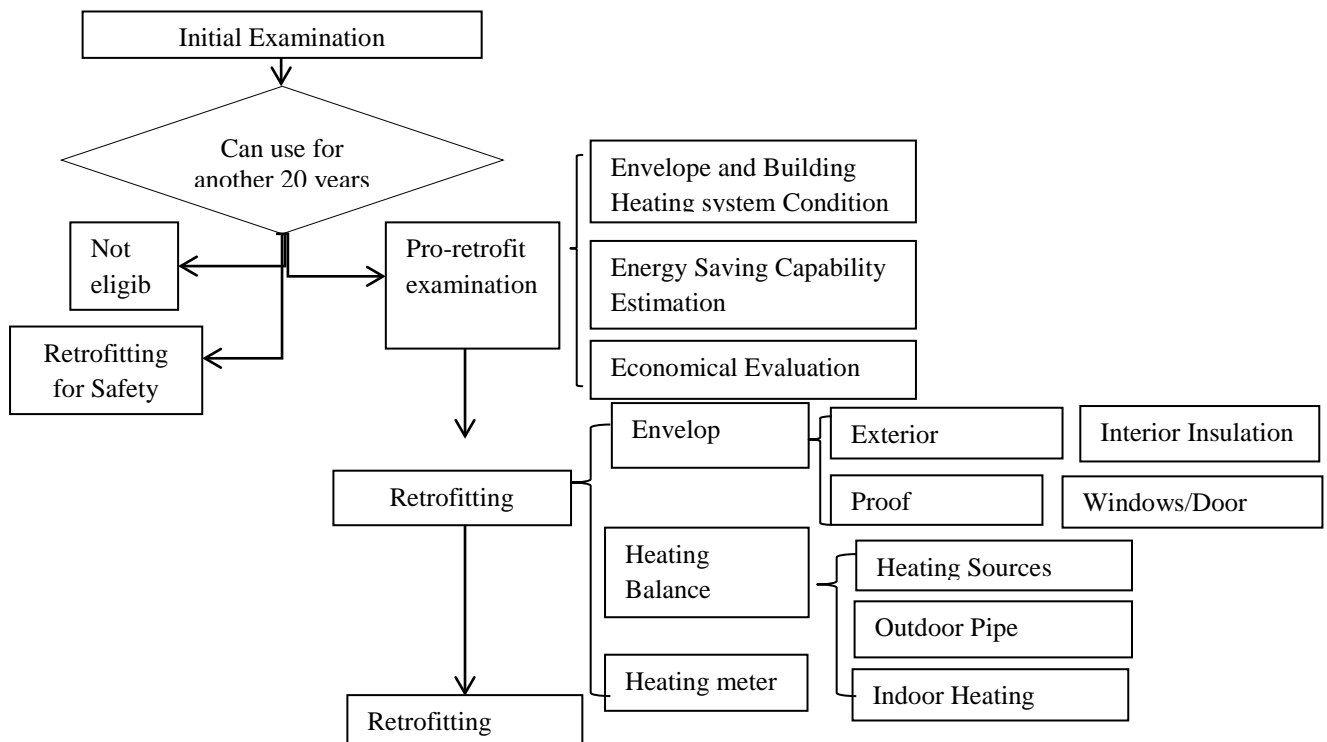 Initial Examination
Can use for
another 20 years
Envelope and Building
Heating system Condition
Not
eligib
Pro-retrofit
examination
Energy Saving Capability
Estimation
Retrofitting
for Safety
Economical Evaluation
Envelop
Exterior
Interior Insulation
Retrofitting
Proof
Windows/Door
Heating
Balance
Heating Sources
Outdoor Pipe
Heating meter
Indoor Heating
Retrofitting